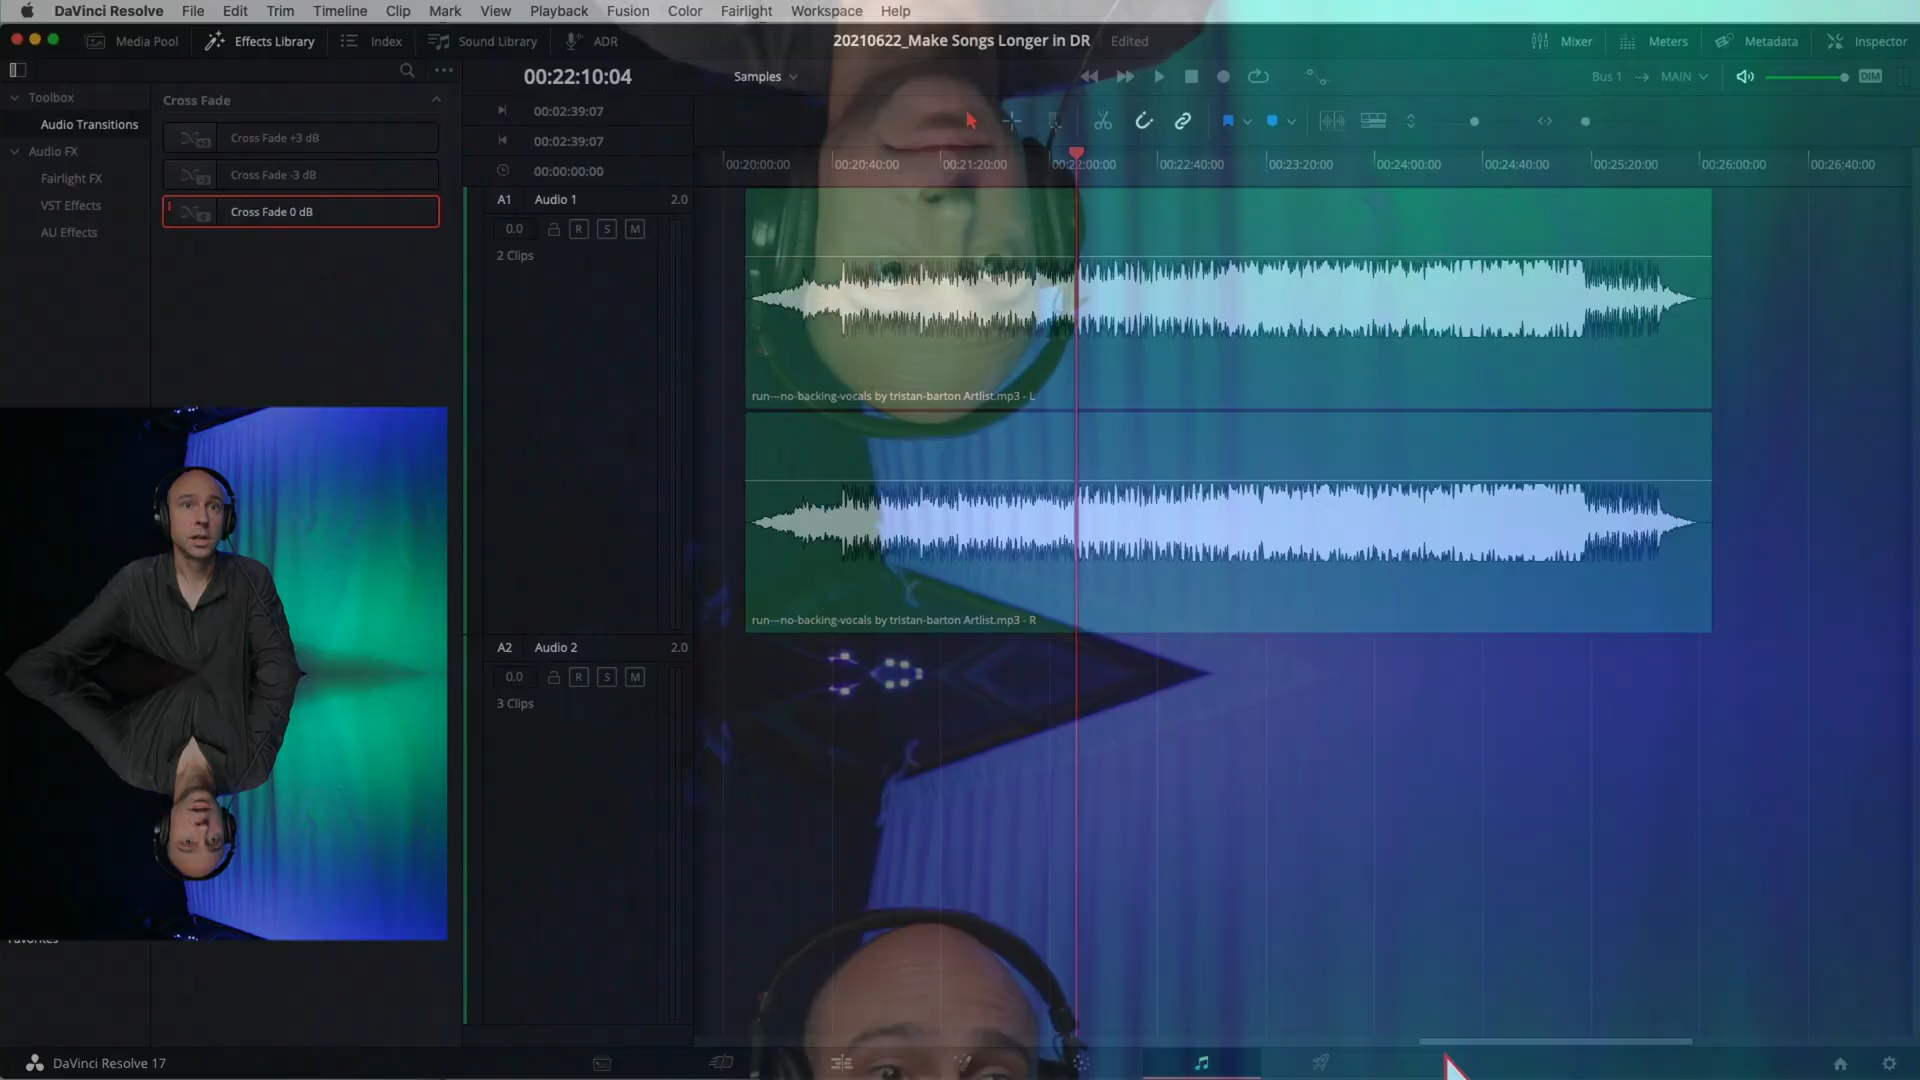 DaVinci Resolve File Edit Trim Timeline Clip Mark View Playback Fusion Color Fairlight Workspace Help
Media Pool Effects Library Index Sound Library ADR 20210622_Make Songs Longer in DR Edited Mixer Meters Metadata Inspector
00:22:10:04 Samples Bus 1 MAIN DIM
Toolbox
Audio Transitions
Audio FX
Fairlight FX
VST Effects
AU Effects
Cross Fade
Cross Fade +3 dB
Cross Fade -3 dB
Cross Fade 0 dB
00:02:39:07
00:02:39:07
00:00:00:00
00:20:00:00 00:20:40:00 00:21:20:00 00:22:00:00 00:22:40:00 00:23:20:00 00:24:00:00 00:24:40:00 00:25:20:00 00:26:00:00 00:26:40:00
A1 Audio 1 2.0
0.0 R S M
2 Clips
run---no-backing-vocals by tristan-barton Artlist.mp3 - L
run---no-backing-vocals by tristan-barton Artlist.mp3 - R
A2 Audio 2 2.0
0.0 R S M
3 Clips
Favorites
DaVinci Resolve 17